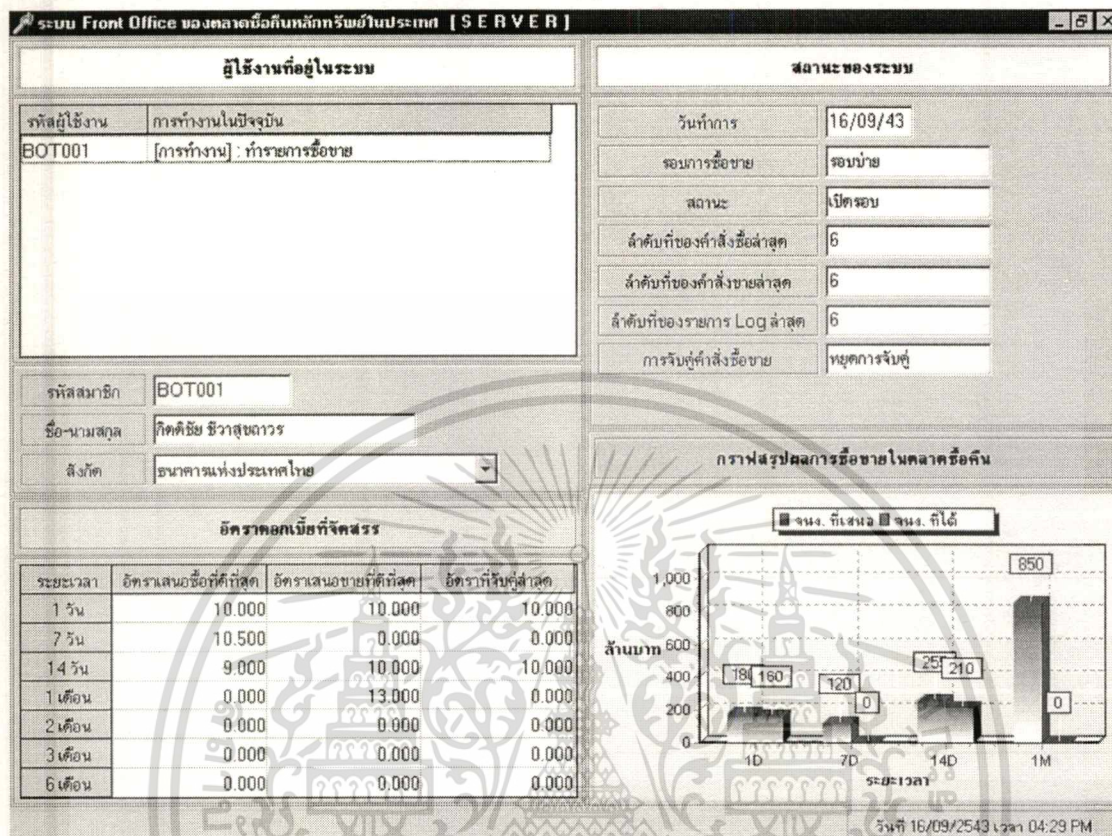 ระบบ Front Office ของตลาดซื้อคืนหลักทรัพย์ในประเทศ [ S E R V E R ]
ผู้ใช้งานที่อยู่ในระบบ
รหัสผู้ใช้งาน การทำงานในปัจจุบัน
BOT001 [การทำงาน] : ทำรายการซื้อขาย
รหัสสมาชิก BOT001
ชื่อ-นามสกุล กิตติชัย ชีวาสุขถาวร
สังกัด ธนาคารแห่งประเทศไทย
อัตราดอกเบี้ยที่จัดสรร
ระยะเวลา อัตราเสนอซื้อที่ดีที่สุด อัตราเสนอขายที่ดีที่สุด อัตราที่จับคู่ล่าสุด
1 วัน 10.000 10.000 10.000
7 วัน 10.500 0.000 0.000
14 วัน 9.000 10.000 10.000
1 เดือน 0.000 13.000 0.000
2 เดือน 0.000 0.000 0.000
3 เดือน 0.000 0.000 0.000
6 เดือน 0.000 0.000 0.000
สถานะของระบบ
วันทำการ 16/09/43
รอบการซื้อขาย รอบบ่าย
สถานะ เปิดรอบ
ลำดับที่ของคำสั่งซื้อล่าสุด 6
ลำดับที่ของคำสั่งขายล่าสุด 6
ลำดับที่ของรายการ Log ล่าสุด 6
การจับคู่คำสั่งซื้อขาย หยุดการจับคู่
กราฟสรุปผลการซื้อขายในตลาดซื้อคืน
จนง. ที่เสนอ จนง. ที่ได้
ล้านบาท
1,000
800
600
400
200
0
180 160
120 0
255 210
850 0
1D 7D 14D 1M
ระยะเวลา
วันที่ 16/09/2543 เวลา 04:29 PM